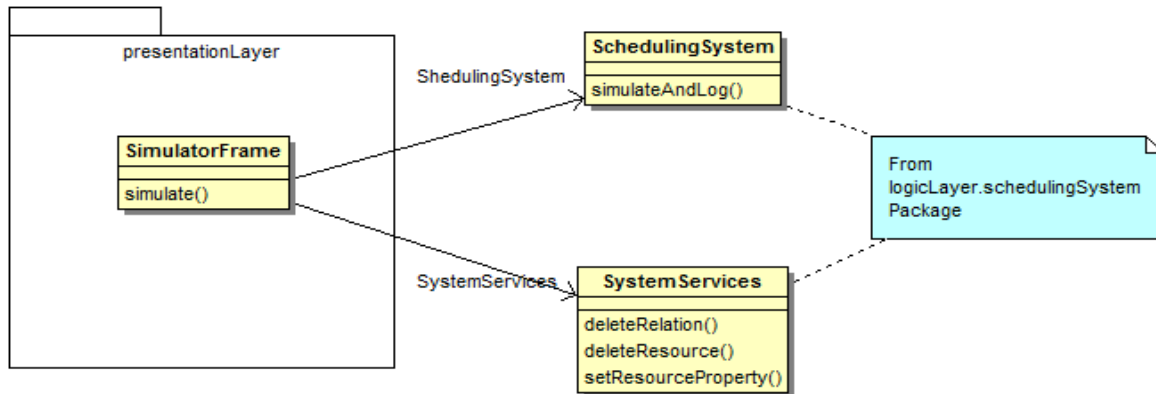 presentationLayer
SimulatorFrame
simulate()
ShedulingSystem
SchedulingSystem
simulateAndLog()
From
logicLayer.schedulingSystem
Package
SystemServices
SystemServices
deleteRelation()
deleteResource()
setResourceProperty()